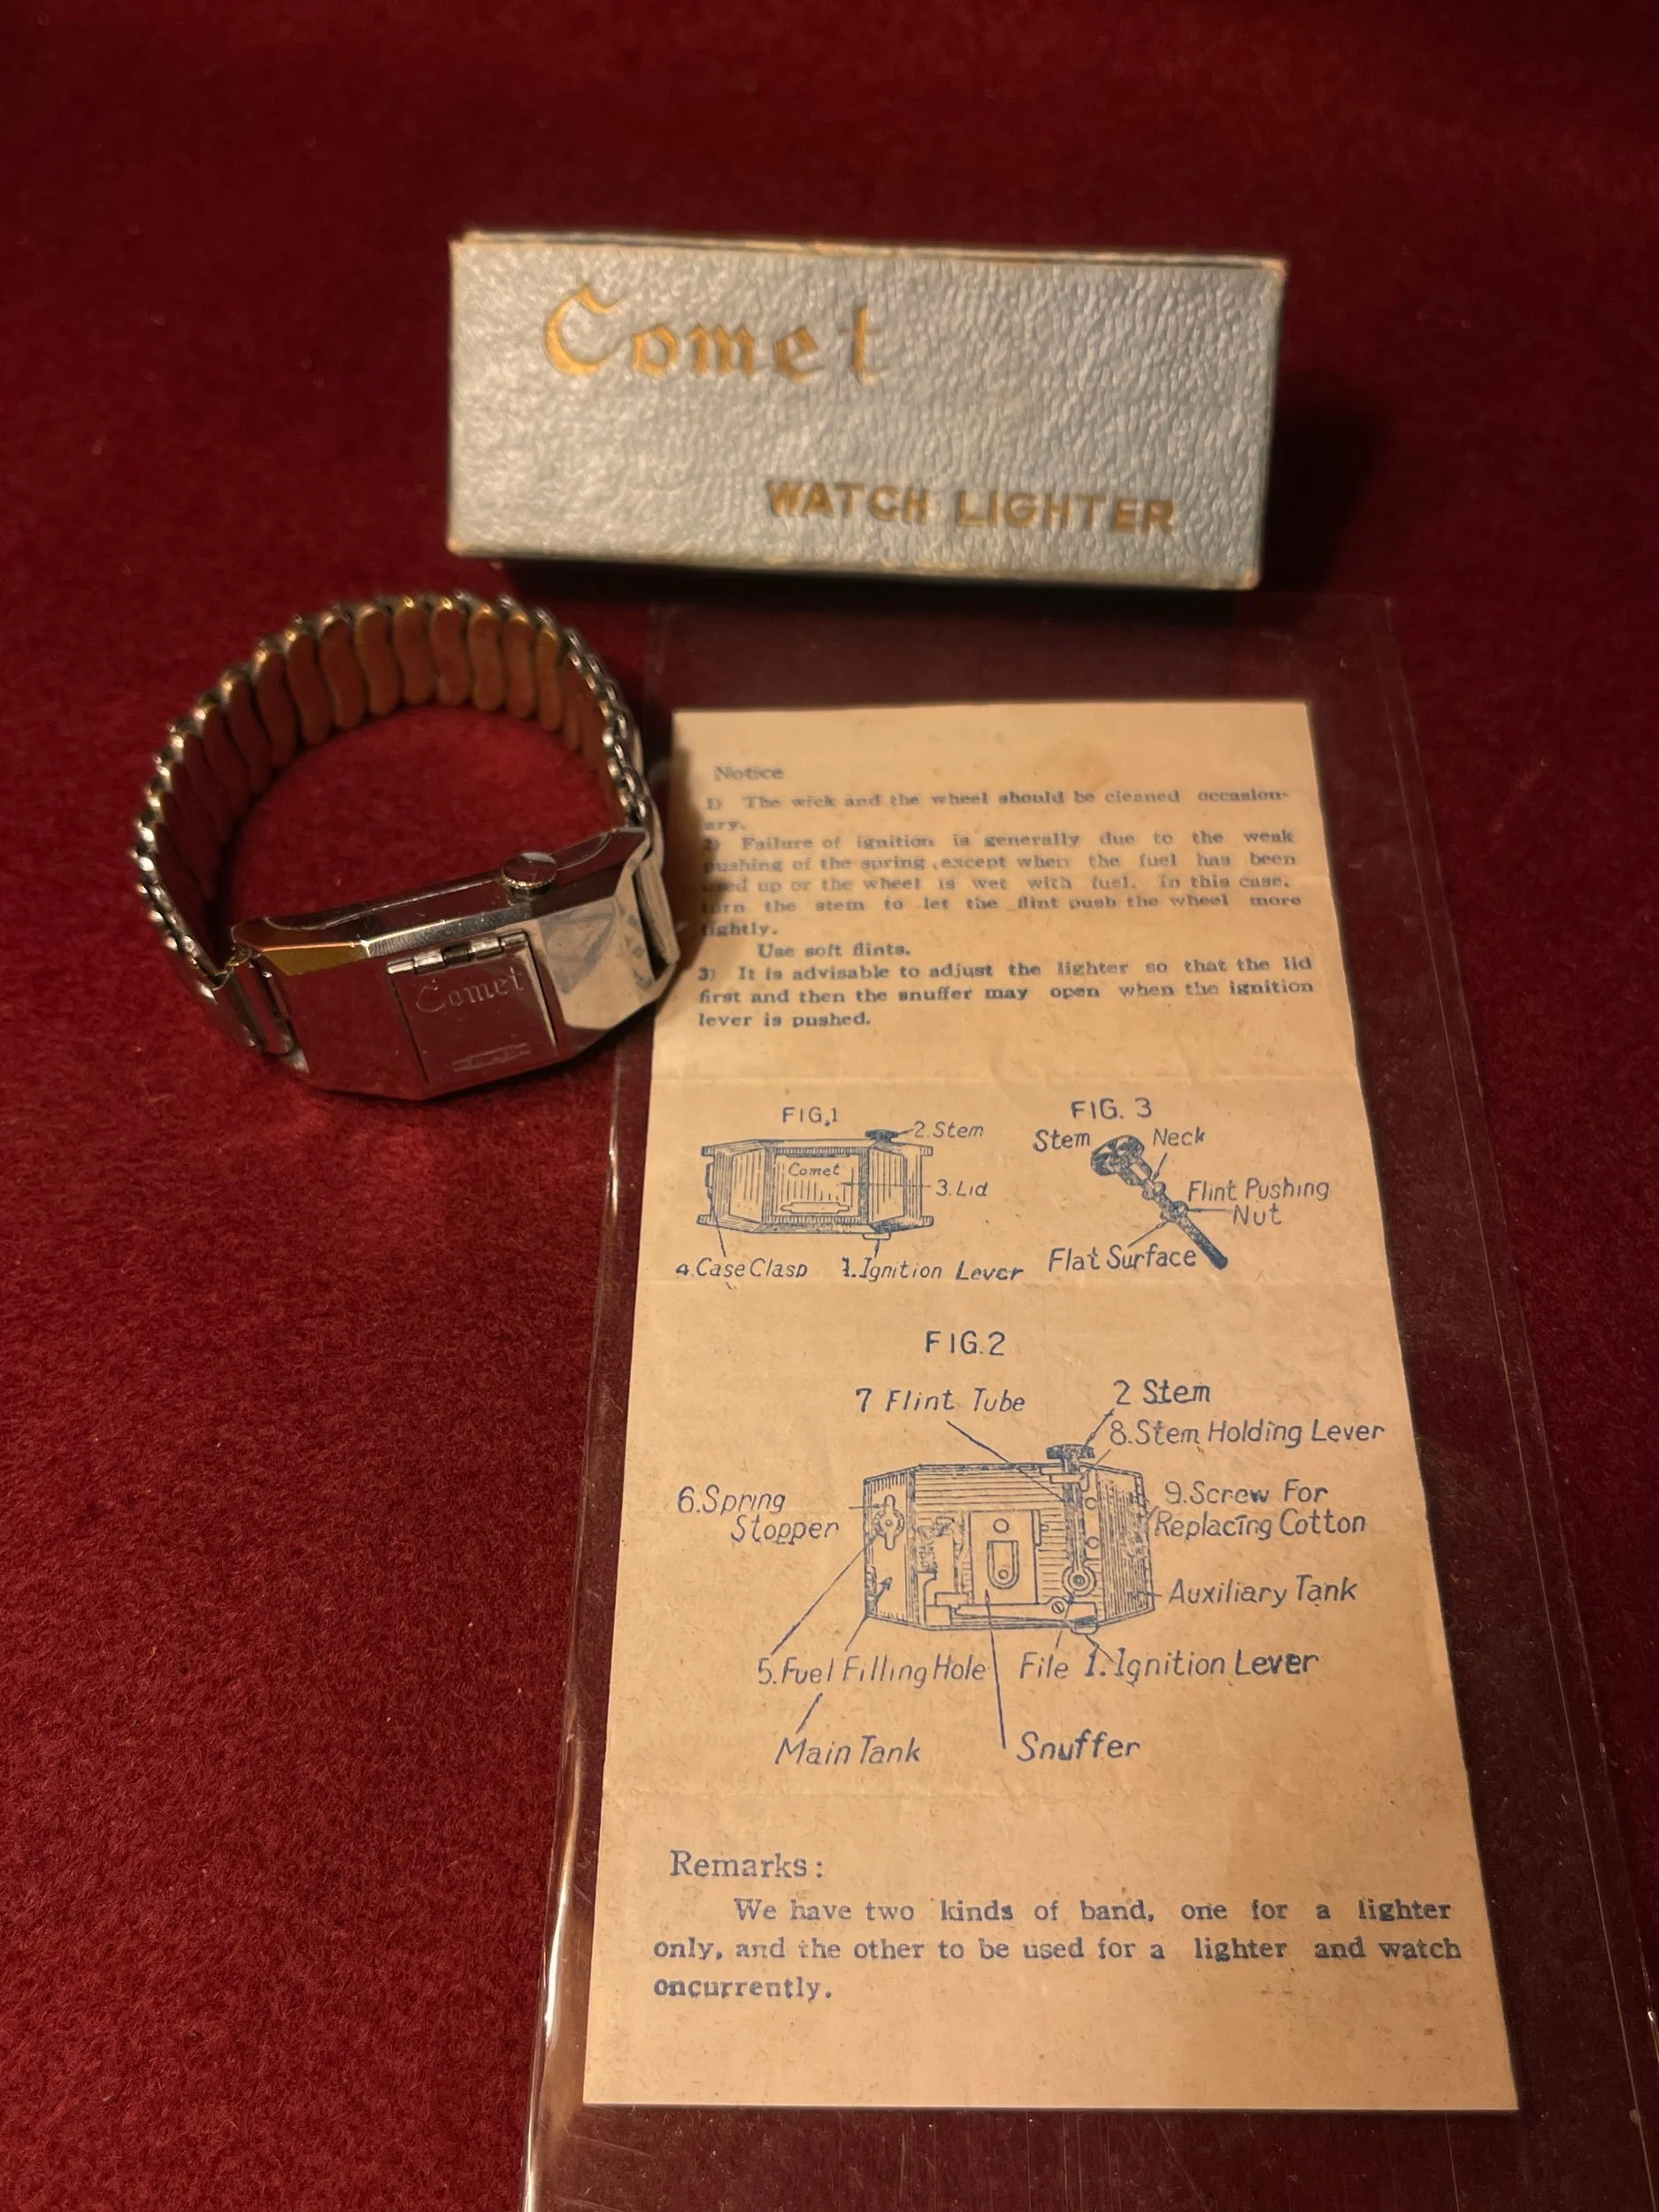 Comet
WATCH LIGHTER
Comet
Notice
1) The wick and the wheel should be cleaned occasion-
ary.
2) Failure of ignition is generally due to the weak
pushing of the spring, except when the fuel has been
used up or the wheel is wet with fuel. In this case,
turn the stem to let the flint push the wheel more
tightly.
Use soft flints.
3) It is advisable to adjust the lighter so that the lid
first and then the snuffer may open when the ignition
lever is pushed.
FIG.1
2.Stem
Comet
3.Lid
4.Case Clasp
1.Ignition Lever
FIG. 3
Stem
Neck
Flint Pushing
Nut
Flat Surface
FIG.2
7 Flint Tube
2 Stem
8.Stem Holding Lever
6.Spring
Stopper
9.Screw For
Replacing Cotton
Auxiliary Tank
5.Fuel Filling Hole
File
1.Ignition Lever
Main Tank
Snuffer
Remarks:
We have two kinds of band, one for a lighter
only, and the other to be used for a lighter and watch
oncurrently.